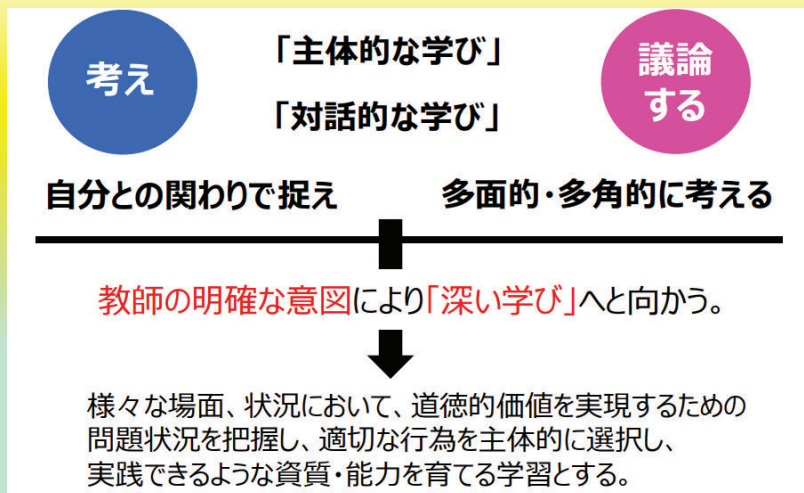 考え
「主体的な学び」
「対話的な学び」
議論
する
自分との関わりで捉え
多面的・多角的に考える
教師の明確な意図により「深い学び」へと向かう。
様々な場面、状況において、道徳的価値を実現するための
問題状況を把握し、適切な行為を主体的に選択し、
実践できるような資質・能力を育てる学習とする。